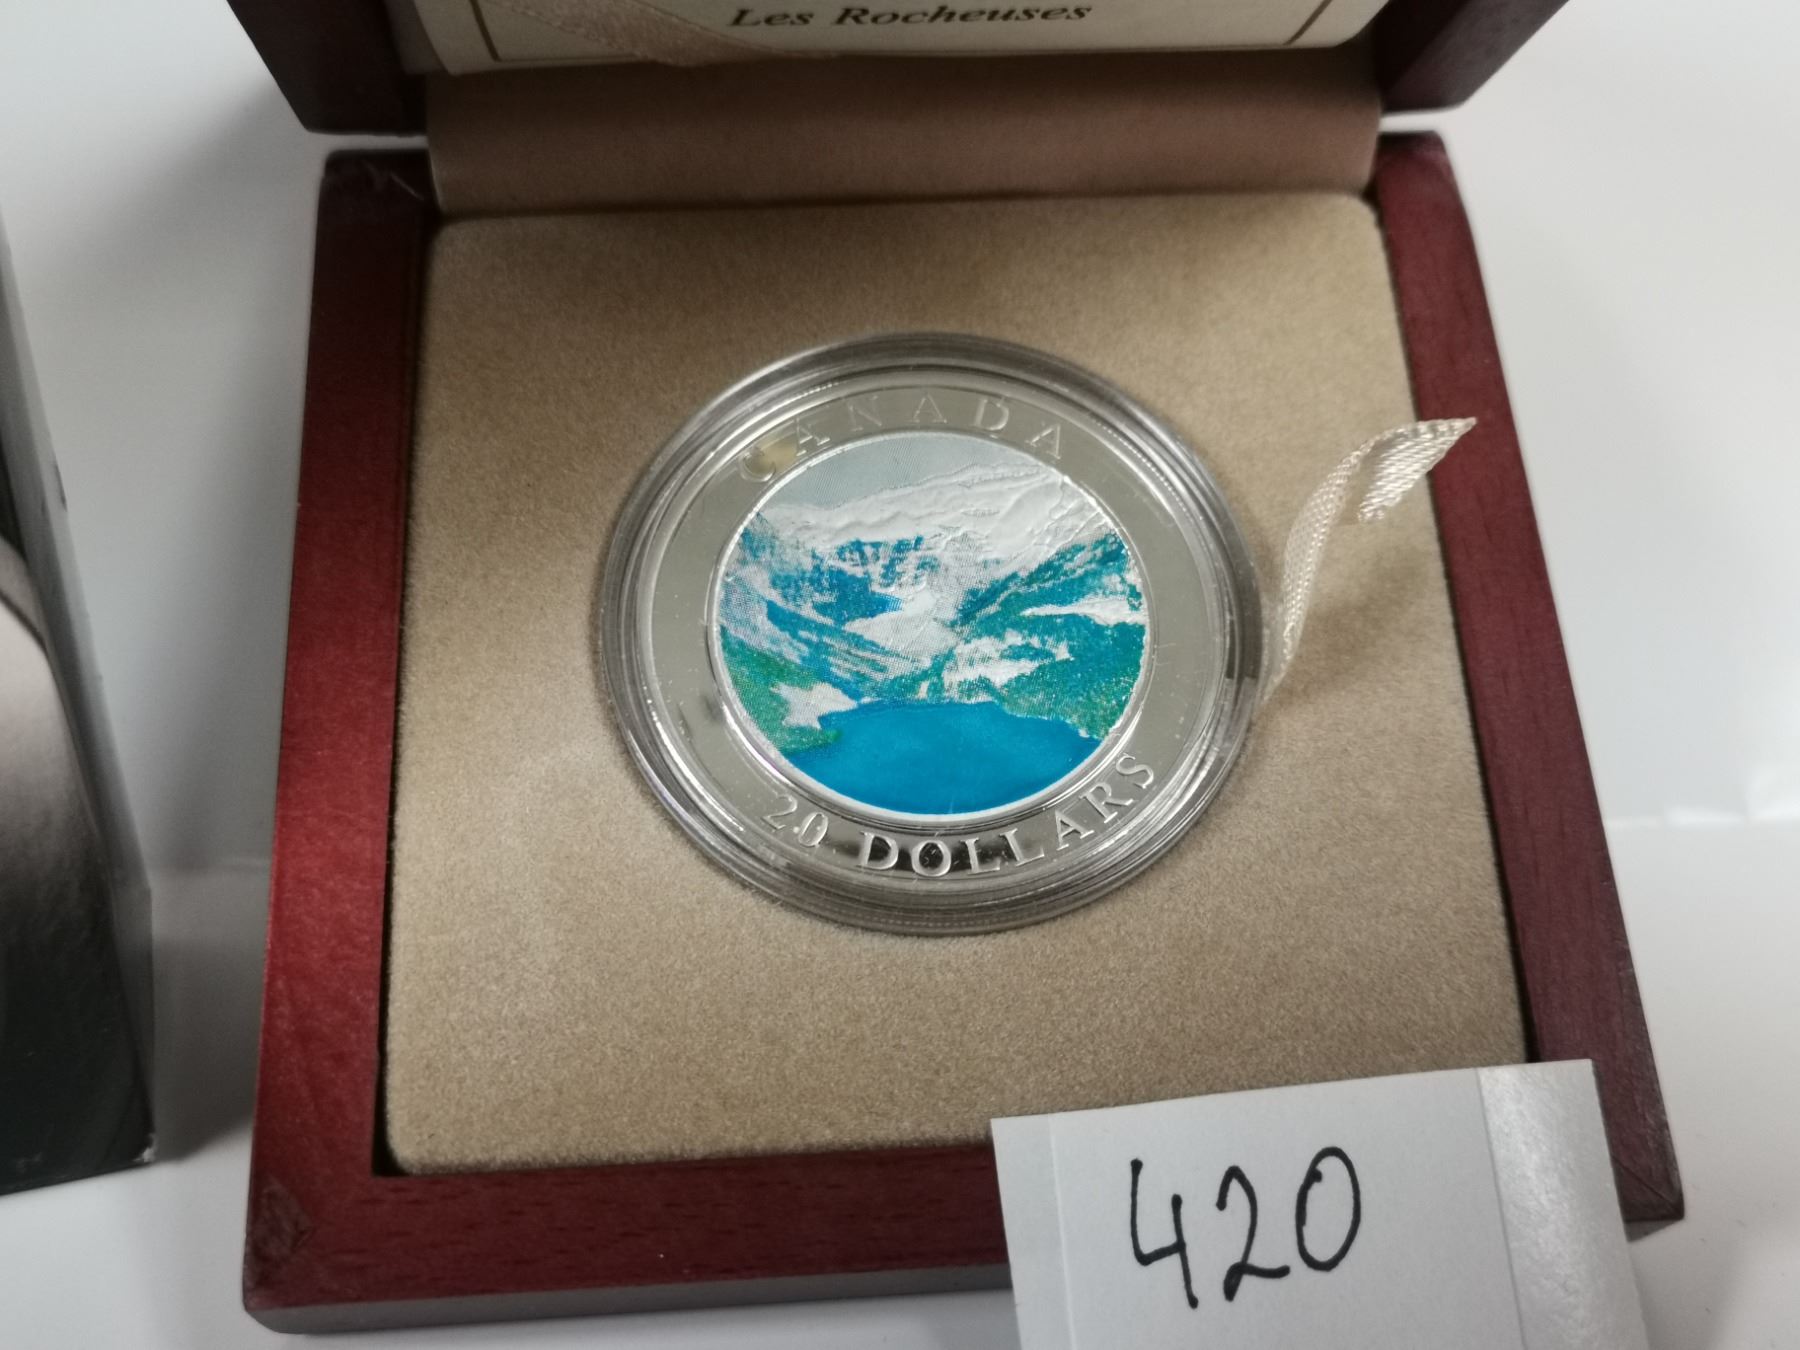 Les Rocheuses
CANADA
20 DOLLARS
420